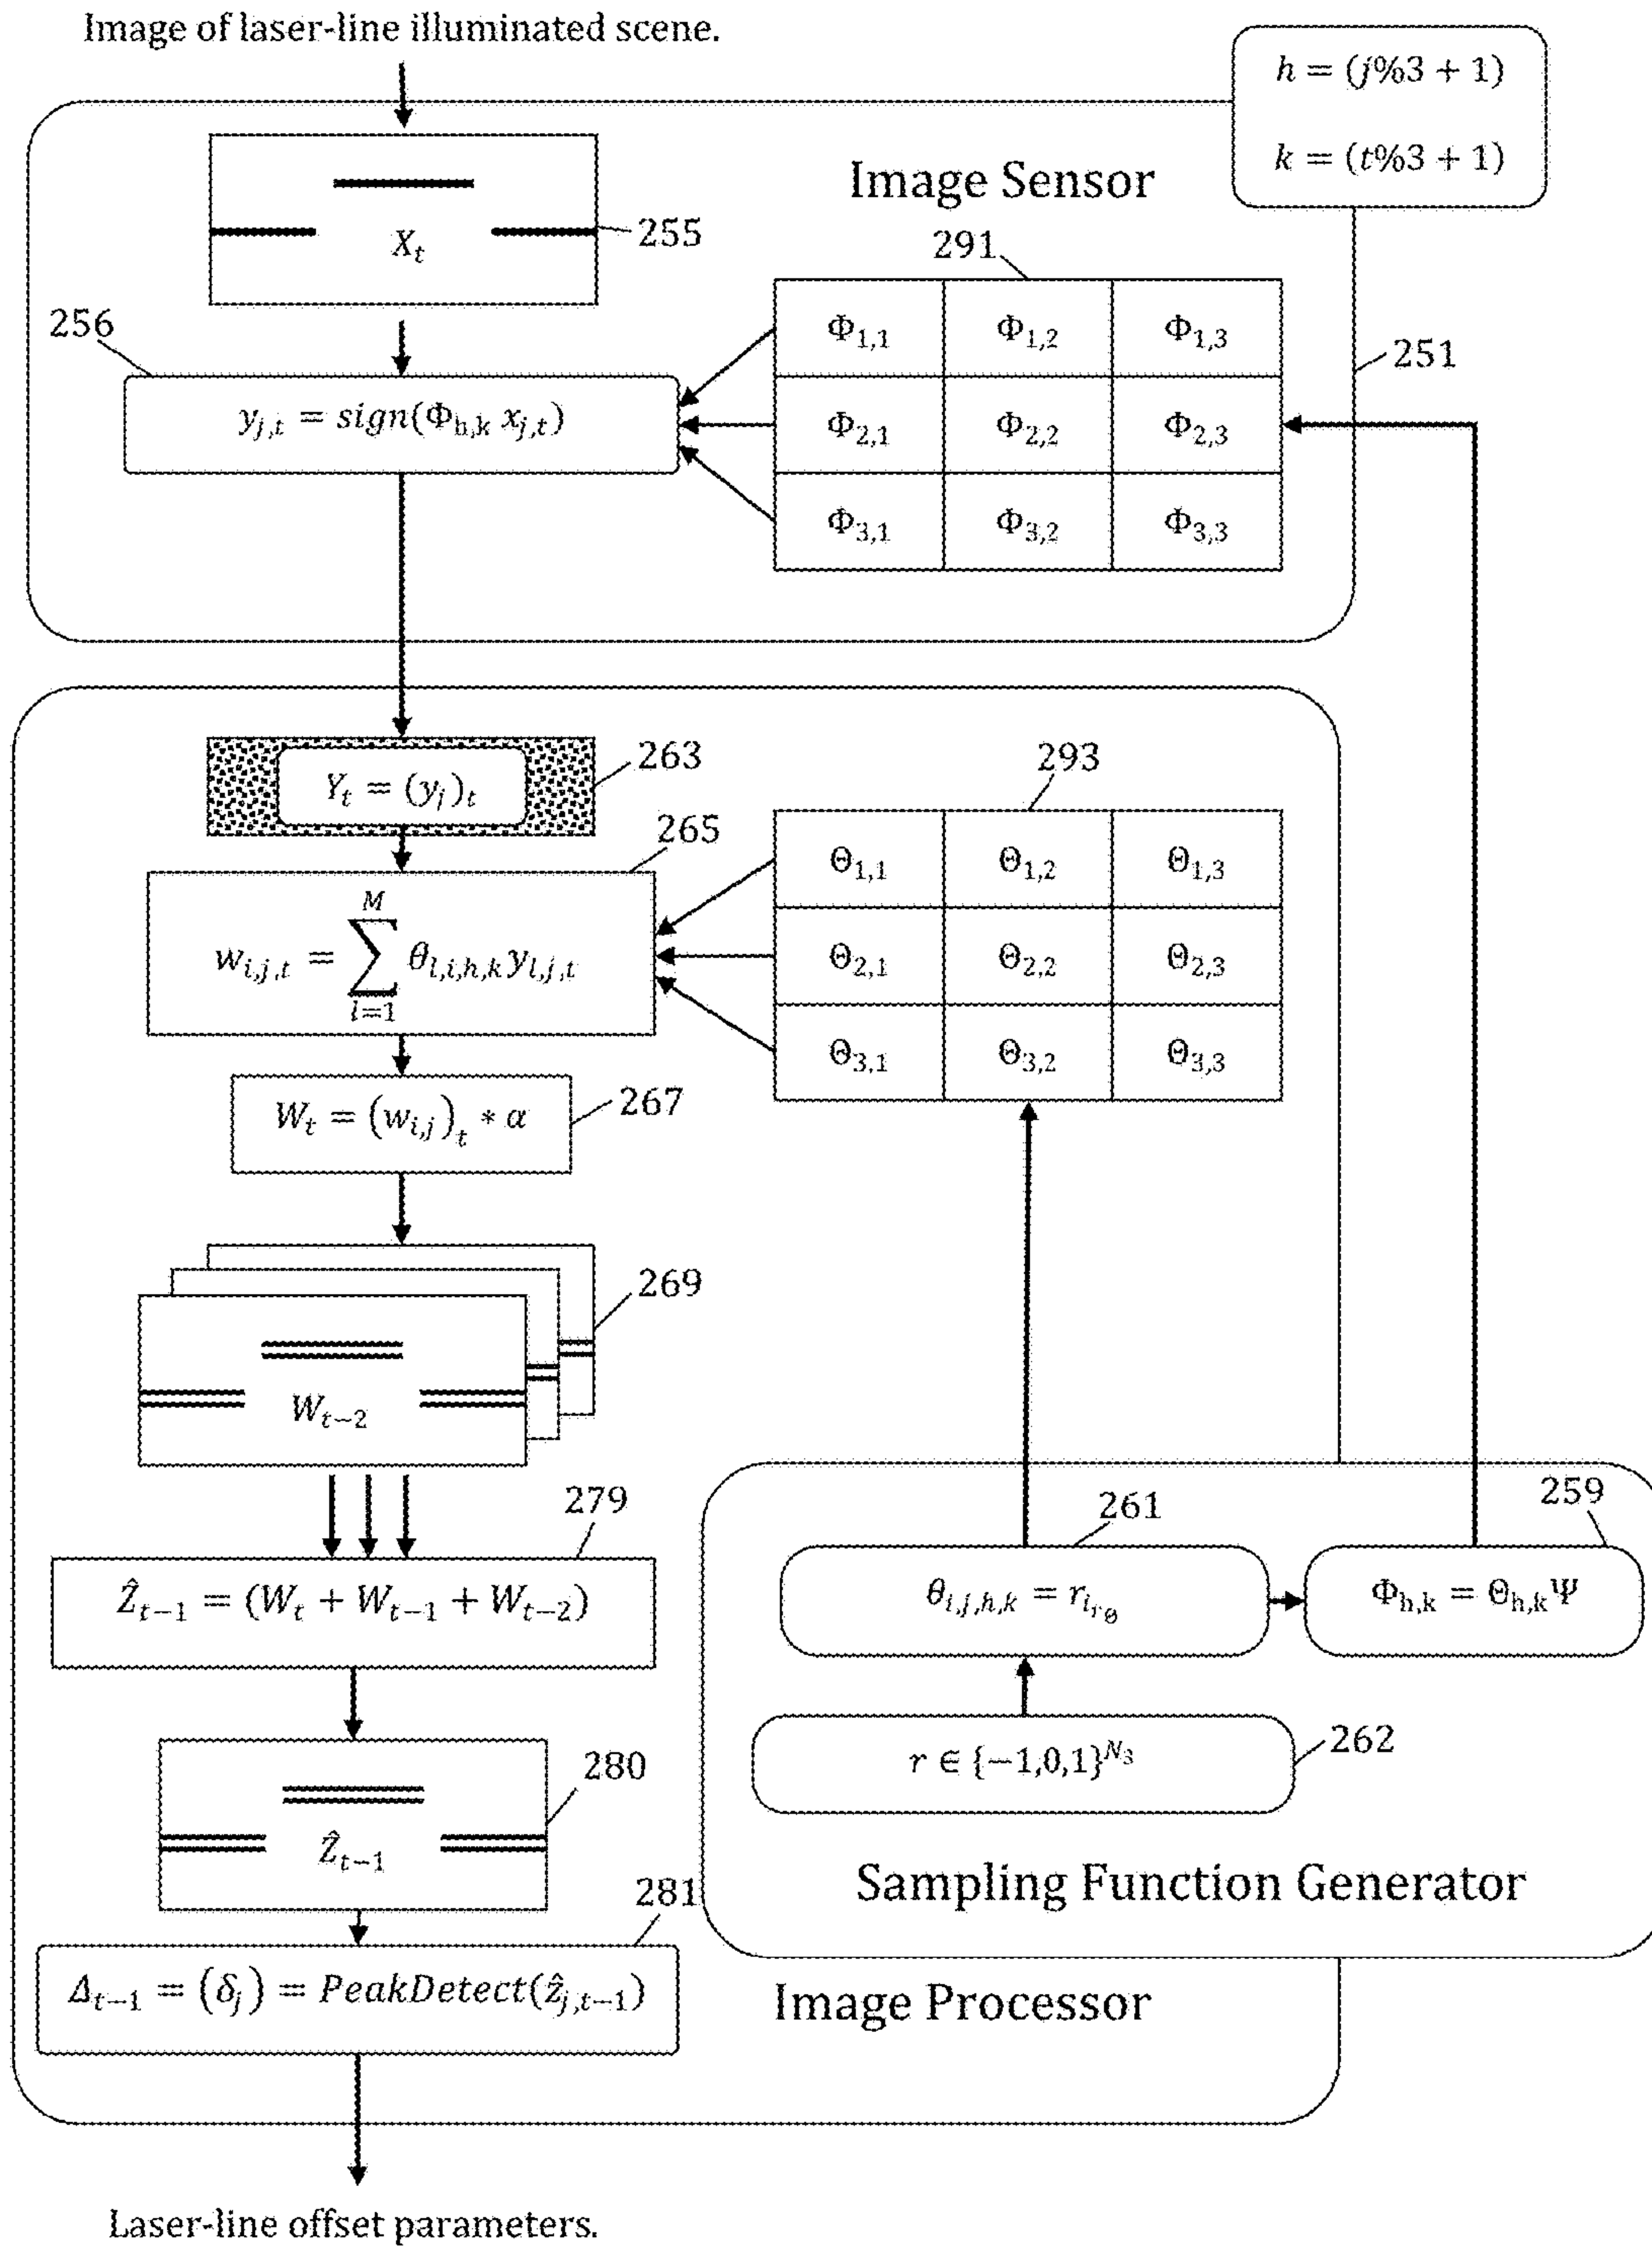 Image of laser-line illuminated scene.
h = (j%3 + 1)
k = (t%3 + 1)
Image Sensor
X_t
255
291
256
Φ_{1,1} Φ_{1,2} Φ_{1,3}
251
y_{j,t} = sign(Φ_{h,k} x_{j,t})
Φ_{2,1} Φ_{2,2} Φ_{2,3}
Φ_{3,1} Φ_{3,2} Φ_{3,3}
263
293
Y_t = (y_j)_t
265
Θ_{1,1} Θ_{1,2} Θ_{1,3}
w_{i,j,t} = \sum_{l=1}^{M} θ_{l,i,h,k} y_{l,j,t}
Θ_{2,1} Θ_{2,2} Θ_{2,3}
Θ_{3,1} Θ_{3,2} Θ_{3,3}
W_t = (w_{i,j})_t * α
267
269
W_{t−2}
279
261
259
Ẑ_{t−1} = (W_t + W_{t−1} + W_{t−2})
θ_{i,j,h,k} = r_{i_{r_Θ}}
Φ_{h,k} = Θ_{h,k}Ψ
r ∈ {−1,0,1}^{N_3}
262
280
Ẑ_{t−1}
Sampling Function Generator
281
Δ_{t−1} = (δ_j) = PeakDetect(ẑ_{j,t−1})
Image Processor
Laser-line offset parameters.